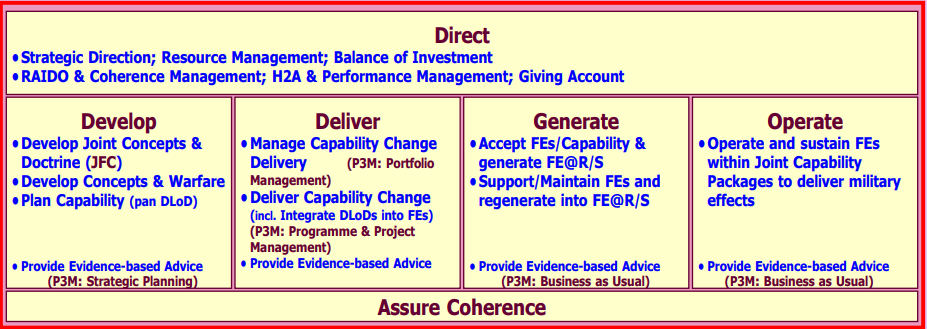 Direct
•Strategic Direction; Resource Management; Balance of Investment
•RAIDO & Coherence Management; H2A & Performance Management; Giving Account
Develop
•Develop Joint Concepts &
Doctrine (JFC)
•Develop Concepts & Warfare
•Plan Capability (pan DLoD)
•Provide Evidence-based Advice
(P3M: Strategic Planning)
Deliver
•Manage Capability Change
Delivery (P3M: Portfolio
Management)
•Deliver Capability Change
(incl. Integrate DLoDs into FEs)
(P3M: Programme & Project
Management)
•Provide Evidence-based Advice
Generate
•Accept FEs/Capability &
generate FE@R/S
•Support/Maintain FEs and
regenerate into FE@R/S
•Provide Evidence-based Advice
(P3M: Business as Usual)
Operate
•Operate and sustain FEs
within Joint Capability
Packages to deliver military
effects
•Provide Evidence-based Advice
(P3M: Business as Usual)
Assure Coherence